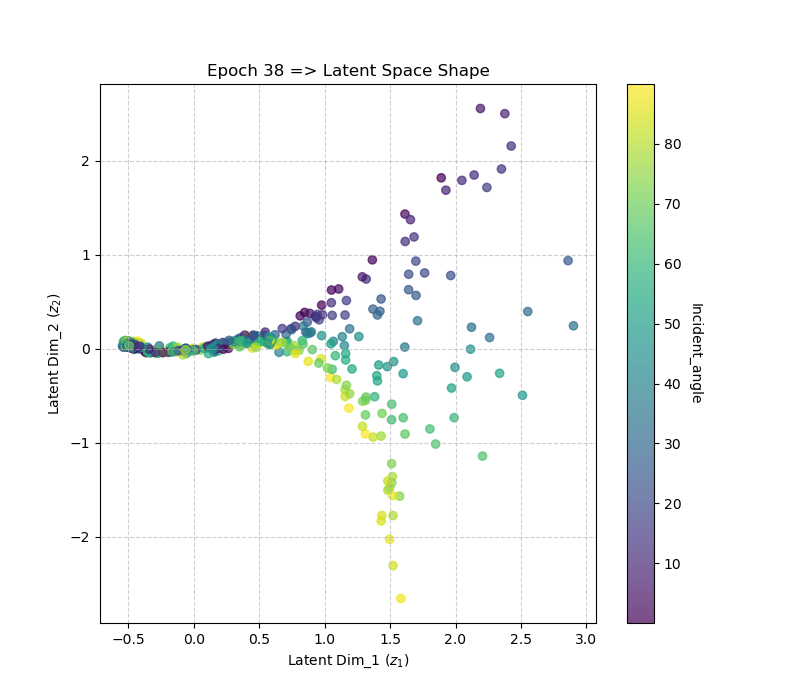 Epoch 38 => Latent Space Shape
2
1
0
−1
−2
Latent Dim_2 (z₂)
−0.5 0.0 0.5 1.0 1.5 2.0 2.5 3.0
Latent Dim_1 (z₁)
80
70
60
50
40
30
20
10
Incident_angle